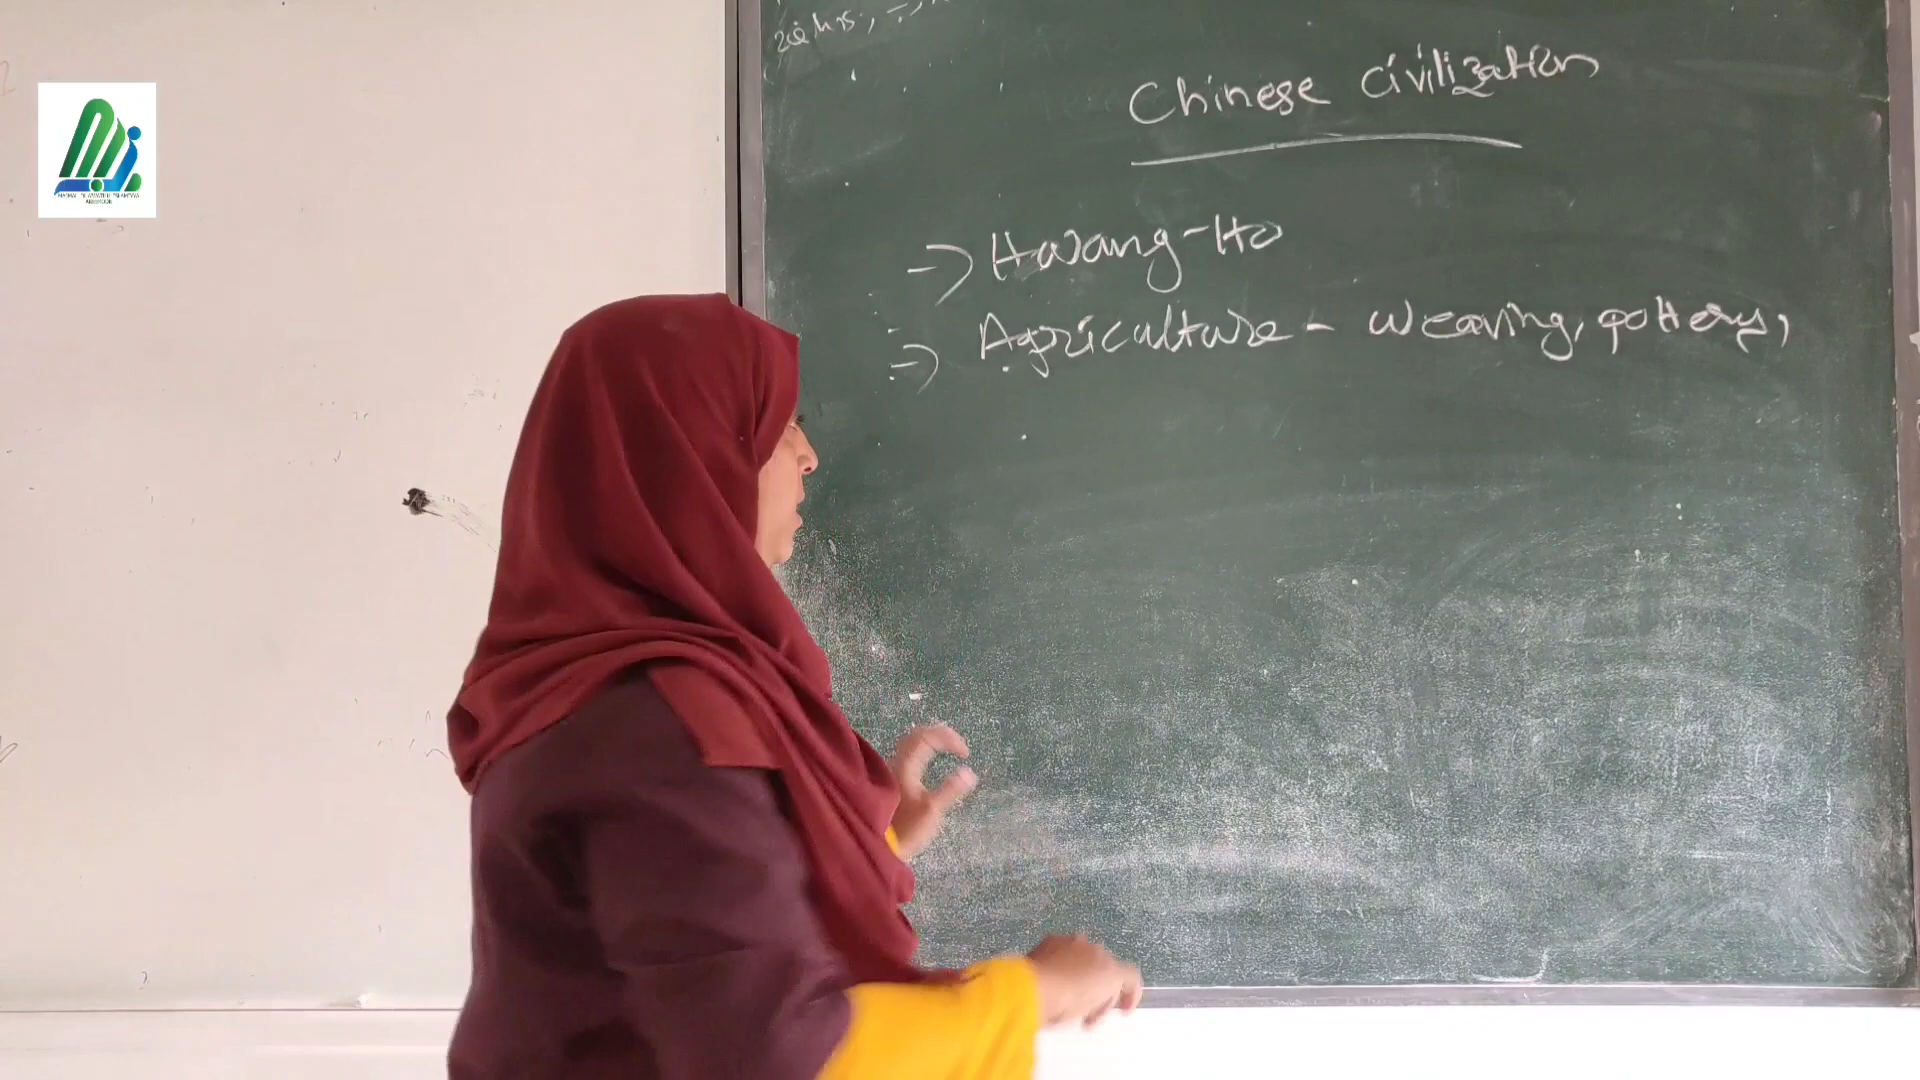 Chinese civilization
-> Hwang-Ho
-> Agriculture - Weaving, pottery,